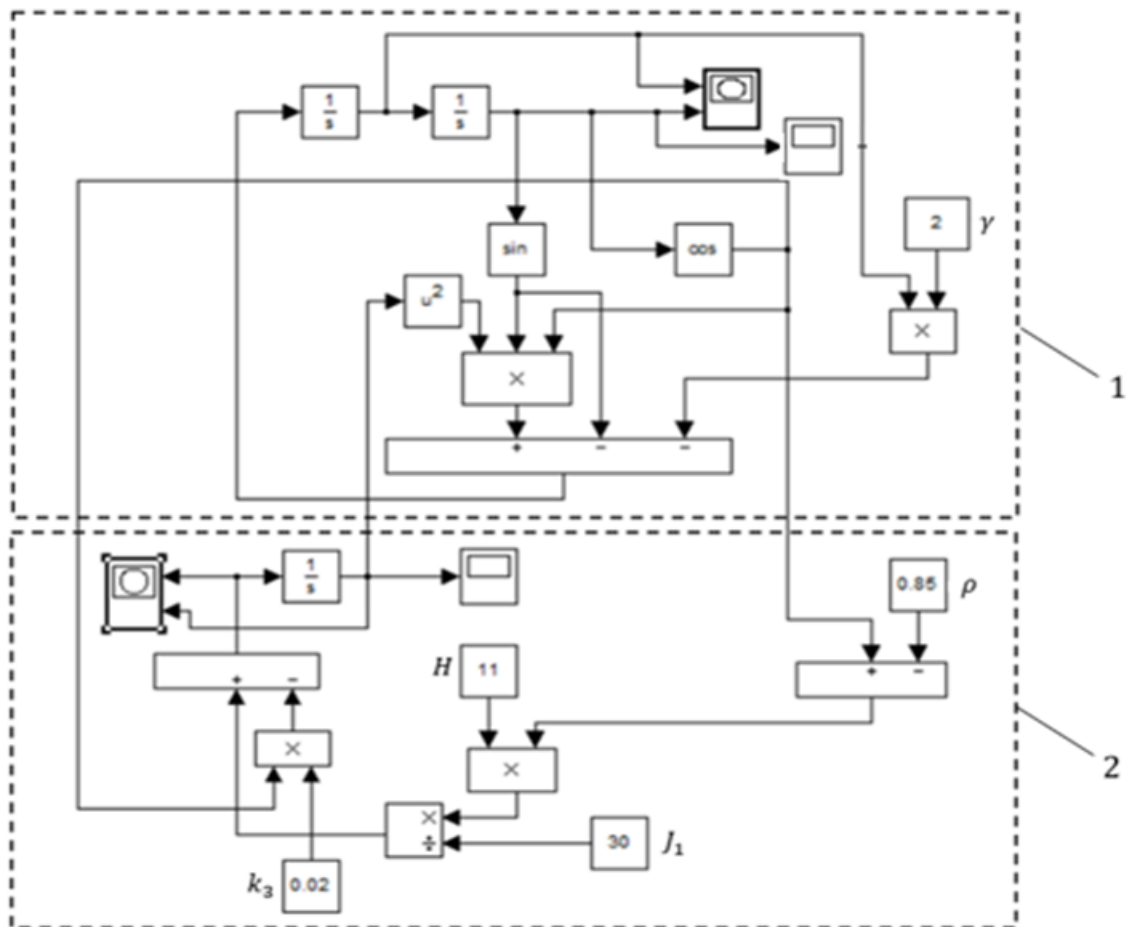 1
s
1
s
2 γ
sin
cos
u²
×
×
+ − −
1
1
s
0.85 ρ
H 11
+ −
+ −
×
×
2
×
÷
30 J₁
k₃ 0.02